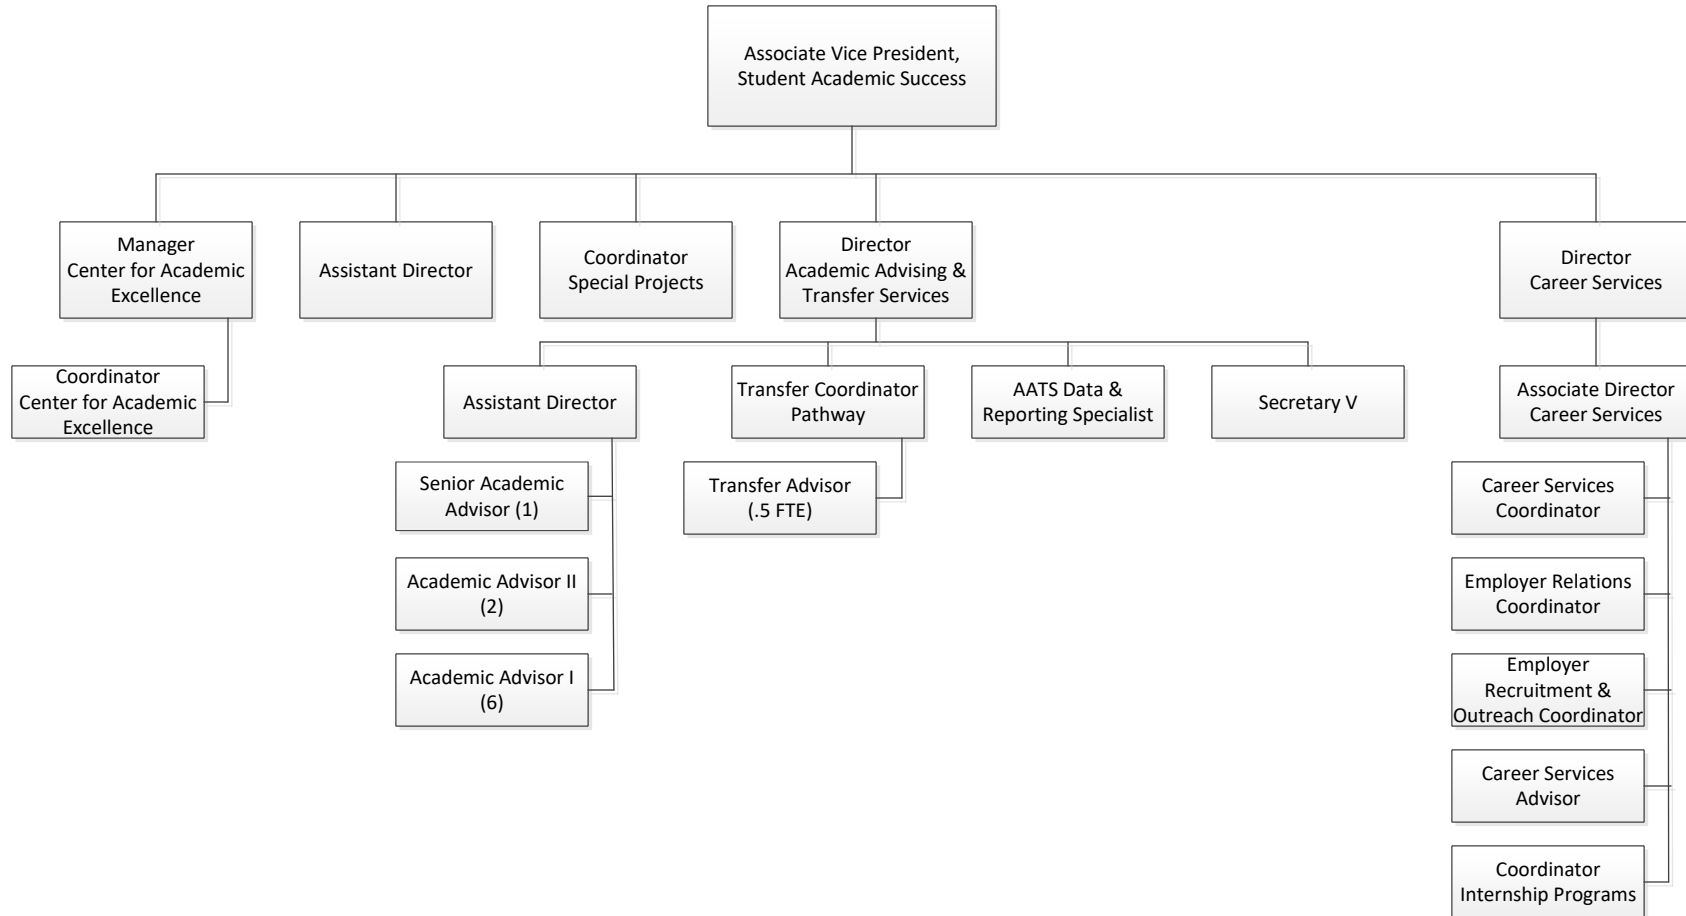 Associate Vice President,
Student Academic Success
Manager
Center for Academic
Excellence
Assistant Director
Coordinator
Special Projects
Director
Academic Advising &
Transfer Services
Director
Career Services
Coordinator
Center for Academic
Excellence
Assistant Director
Transfer Coordinator
Pathway
AATS Data &
Reporting Specialist
Secretary V
Associate Director
Career Services
Senior Academic
Advisor (1)
Transfer Advisor
(.5 FTE)
Career Services
Coordinator
Academic Advisor II
(2)
Employer Relations
Coordinator
Academic Advisor I
(6)
Employer
Recruitment &
Outreach Coordinator
Career Services
Advisor
Coordinator
Internship Programs